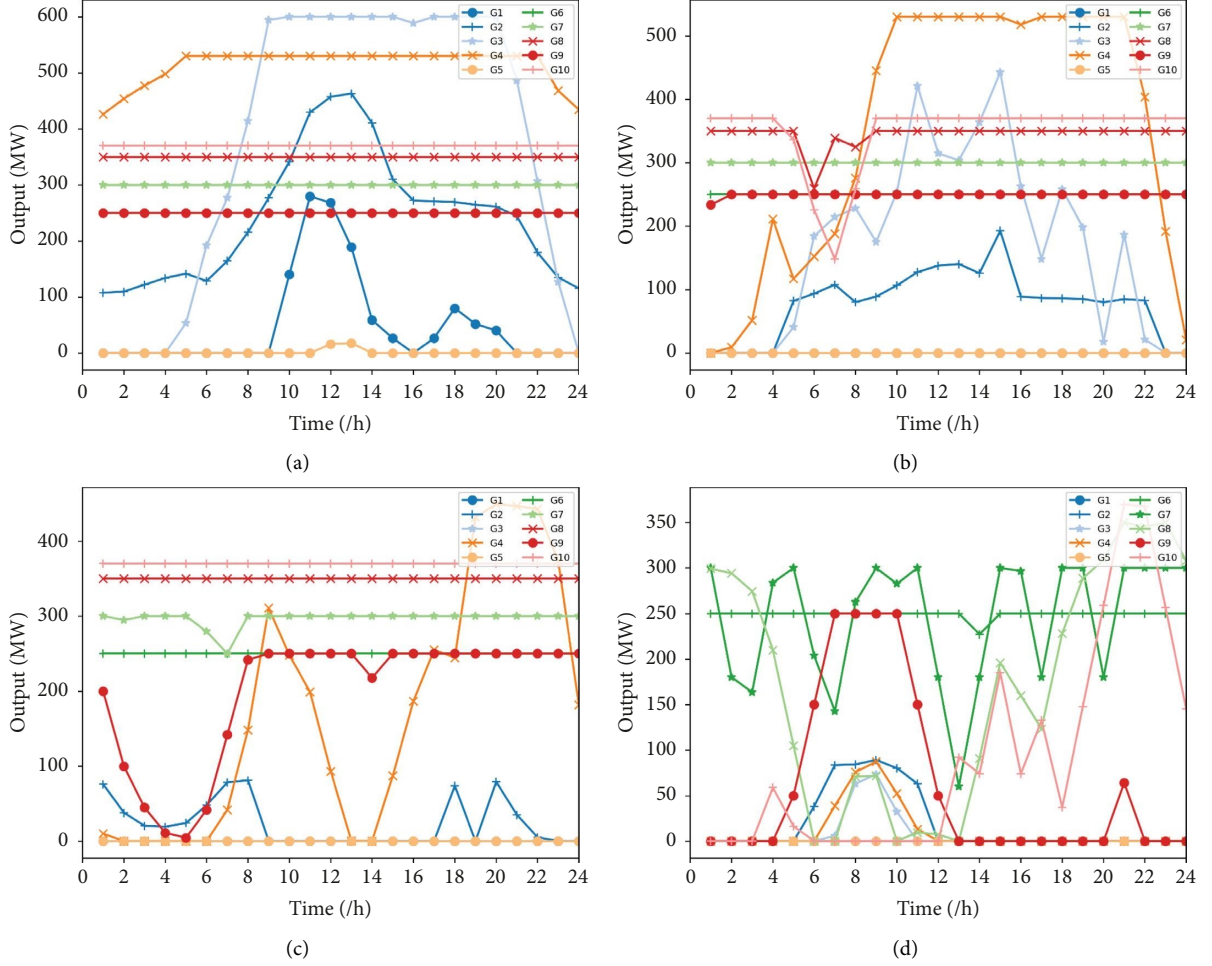 600
500
400
300
200
100
0
Output (MW)
G1 G6
G2 G7
G3 G8
G4 G9
G5 G10
0 2 4 6 8 10 12 14 16 18 20 22 24
Time (/h)
(a)
500
400
300
200
100
0
Output (MW)
G1 G6
G2 G7
G3 G8
G4 G9
G5 G10
0 2 4 6 8 10 12 14 16 18 20 22 24
Time (/h)
(b)
400
300
200
100
0
Output (MW)
G1 G6
G2 G7
G3 G8
G4 G9
G5 G10
0 2 4 6 8 10 12 14 16 18 20 22 24
Time (/h)
(c)
350
300
250
200
150
100
50
0
Output (MW)
G1 G6
G2 G7
G3 G8
G4 G9
G5 G10
0 2 4 6 8 10 12 14 16 18 20 22 24
Time (/h)
(d)